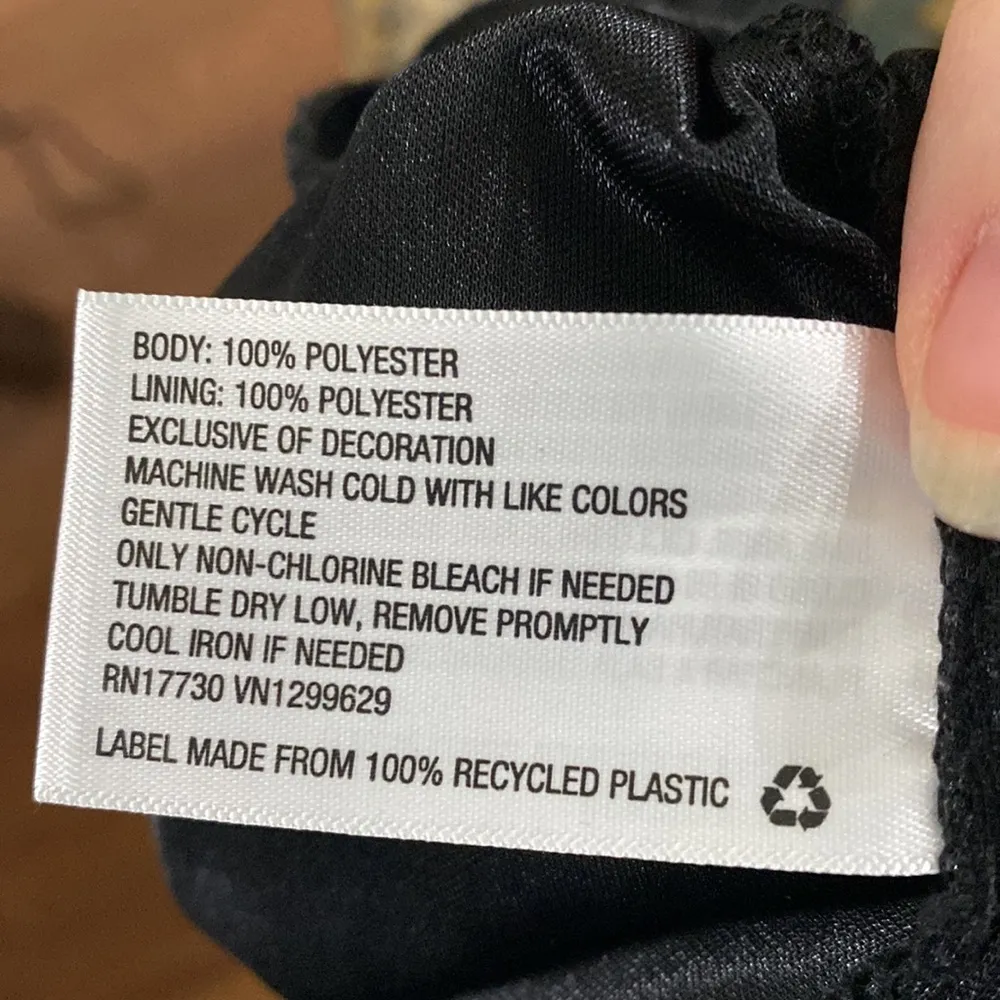 BODY: 100% POLYESTER
LINING: 100% POLYESTER
EXCLUSIVE OF DECORATION
MACHINE WASH COLD WITH LIKE COLORS
GENTLE CYCLE
ONLY NON-CHLORINE BLEACH IF NEEDED
TUMBLE DRY LOW, REMOVE PROMPTLY
COOL IRON IF NEEDED
RN17730 VN1299629
LABEL MADE FROM 100% RECYCLED PLASTIC